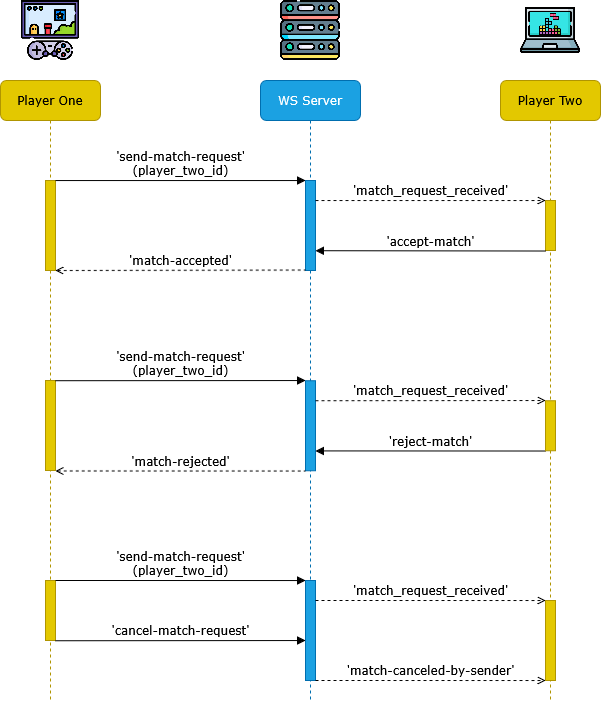 Player One
WS Server
Player Two
'send-match-request'
(player_two_id)
'match_request_received'
'accept-match'
'match-accepted'
'send-match-request'
(player_two_id)
'match_request_received'
'reject-match'
'match-rejected'
'send-match-request'
(player_two_id)
'match_request_received'
'cancel-match-request'
'match-canceled-by-sender'